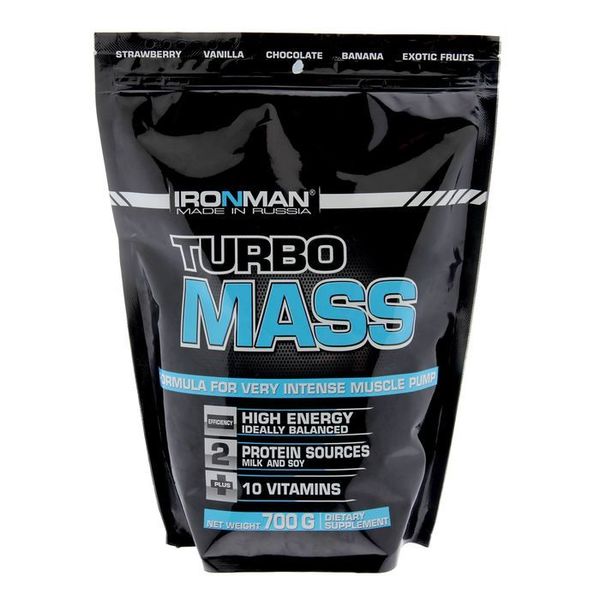 STRAWBERRY VANILLA CHOCOLATE BANANA EXOTIC FRUITS
IRONMAN®
MADE IN RUSSIA
TURBO
MASS
FORMULA FOR VERY INTENSE MUSCLE PUMP
EFFICIENCY
HIGH ENERGY
IDEALLY BALANCED
2 PROTEIN SOURCES
MILK AND SOY
+ PLUS 10 VITAMINS
NET WEIGHT 700 G DIETARY
SUPPLEMENT